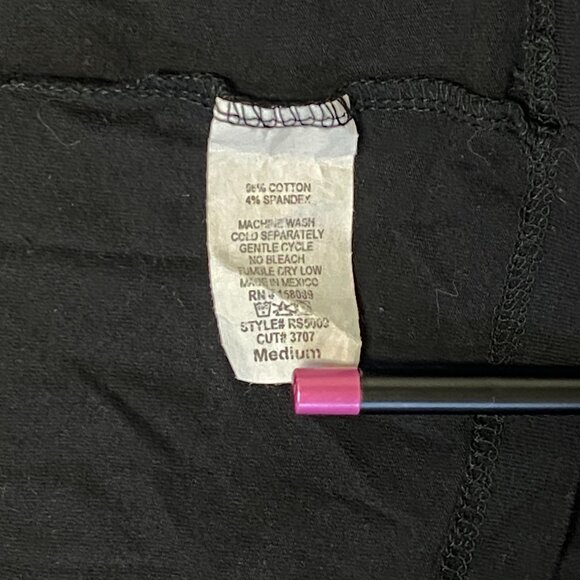 96% COTTON
4% SPANDEX
MACHINE WASH
COLD SEPARATELY
GENTLE CYCLE
NO BLEACH
TUMBLE DRY LOW
MADE IN MEXICO
RN #
STYLE# RS5003
CUT# 3707
Medium